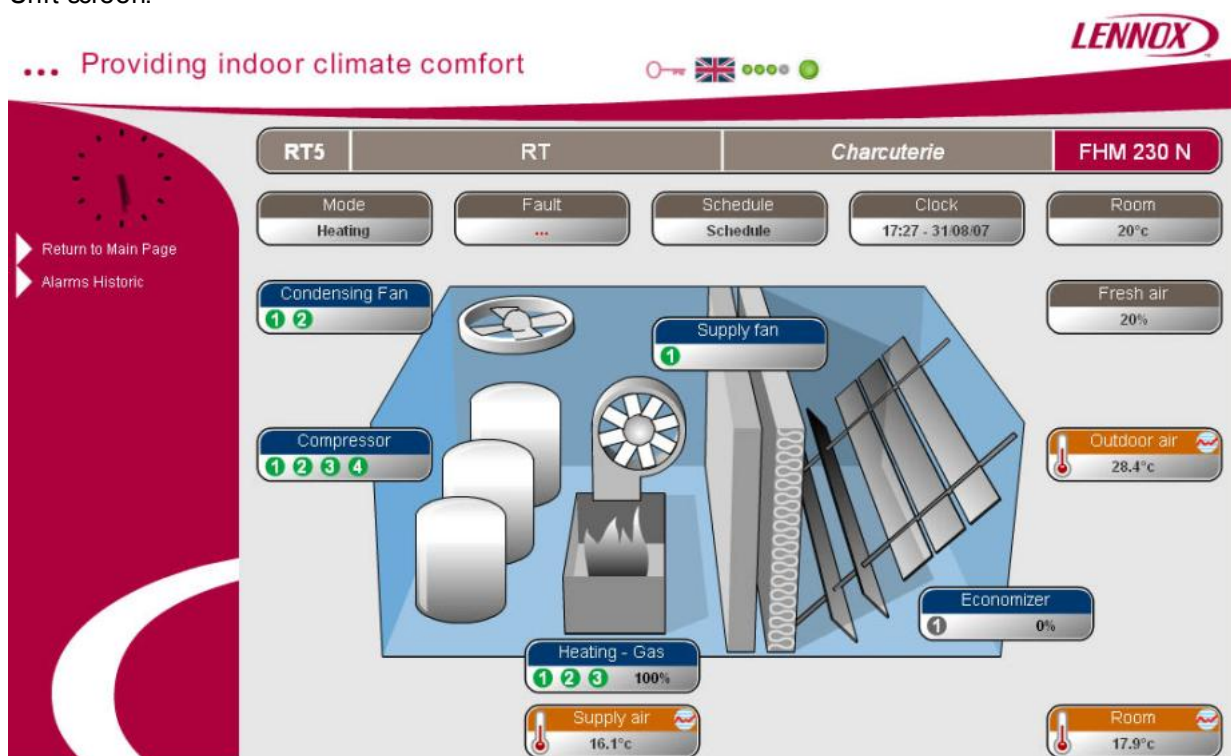 Unit screen.
LENNOX
... Providing indoor climate comfort
RT5 RT Charcuterie FHM 230 N
Mode Fault Schedule Clock Room
Heating ... Schedule 17:27 - 31/08/07 20°c
Return to Main Page
Alarms Historic
Condensing Fan
1 2
Supply fan
1
Fresh air
20%
Compressor
1 2 3 4
Outdoor air
28.4°c
Economizer
1 0%
Heating - Gas
1 2 3 100%
Supply air
16.1°c
Room
17.9°c